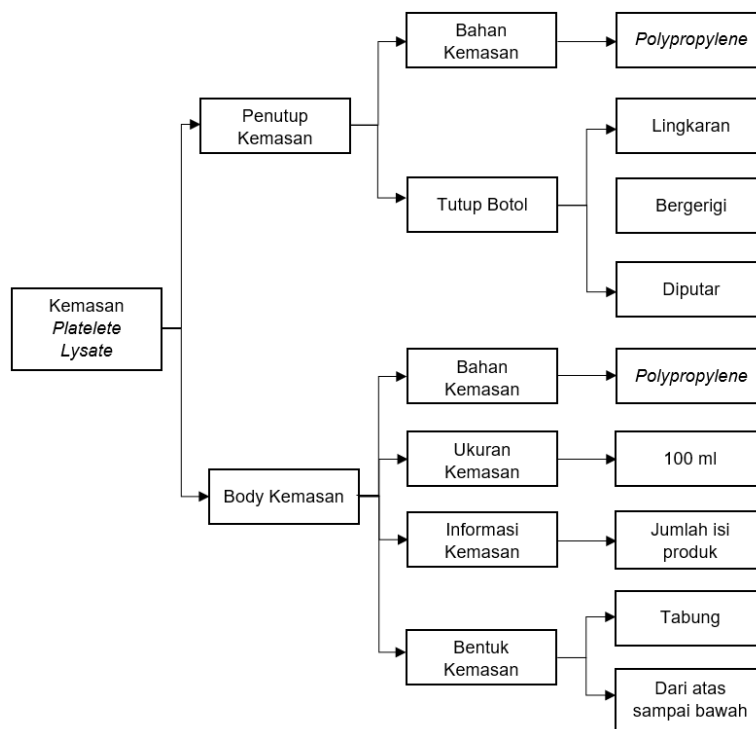 Bahan
Kemasan
Polypropylene
Penutup
Kemasan
Lingkaran
Tutup Botol
Bergerigi
Diputar
Kemasan
Platelete
Lysate
Bahan
Kemasan
Polypropylene
Ukuran
Kemasan
100 ml
Body Kemasan
Informasi
Kemasan
Jumlah isi
produk
Bentuk
Kemasan
Tabung
Dari atas
sampai bawah